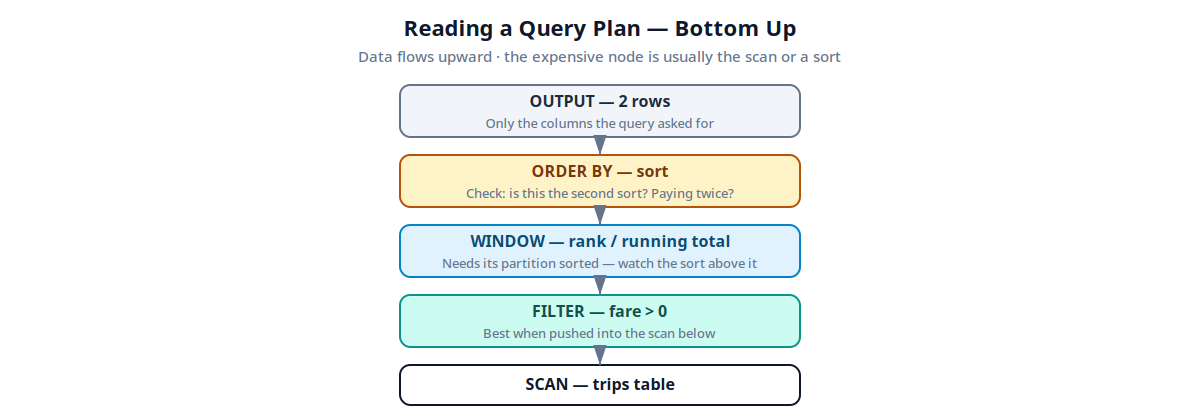 Reading a Query Plan — Bottom Up
Data flows upward · the expensive node is usually the scan or a sort
OUTPUT — 2 rows
Only the columns the query asked for
ORDER BY — sort
Check: is this the second sort? Paying twice?
WINDOW — rank / running total
Needs its partition sorted — watch the sort above it
FILTER — fare > 0
Best when pushed into the scan below
SCAN — trips table